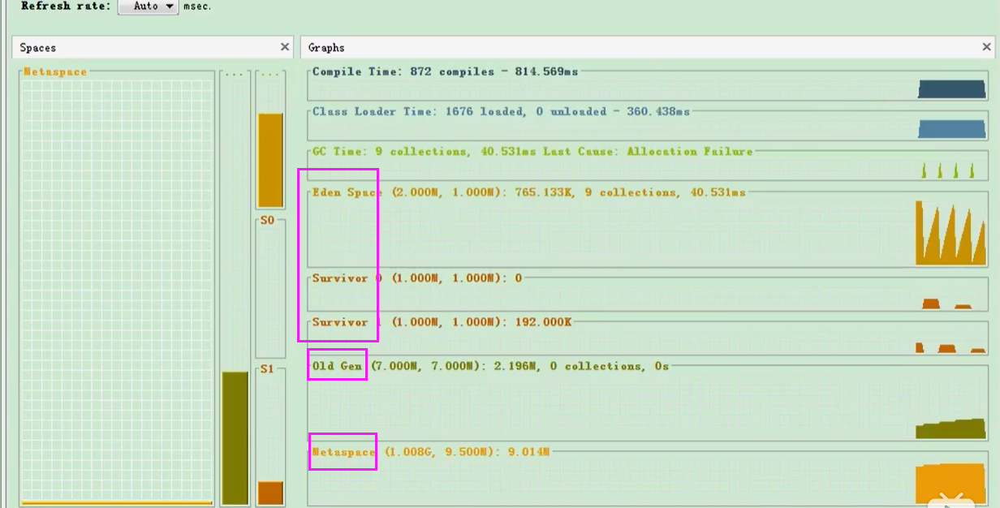 Refresh rate: Auto msec.
Spaces
Graphs
Metaspace
...
...
S0
S1
Compile Time: 872 compiles - 814.569ms
Class Loader Time: 1676 loaded, 0 unloaded - 360.438ms
GC Time: 9 collections, 40.531ms Last Cause: Allocation Failure
Eden Space (2.000M, 1.000M): 765.133K, 9 collections, 40.531ms
Survivor 0 (1.000M, 1.000M): 0
Survivor 1 (1.000M, 1.000M): 192.000K
Old Gen (7.000M, 7.000M): 2.196M, 0 collections, 0s
Metaspace (1.008G, 9.500M): 9.014M